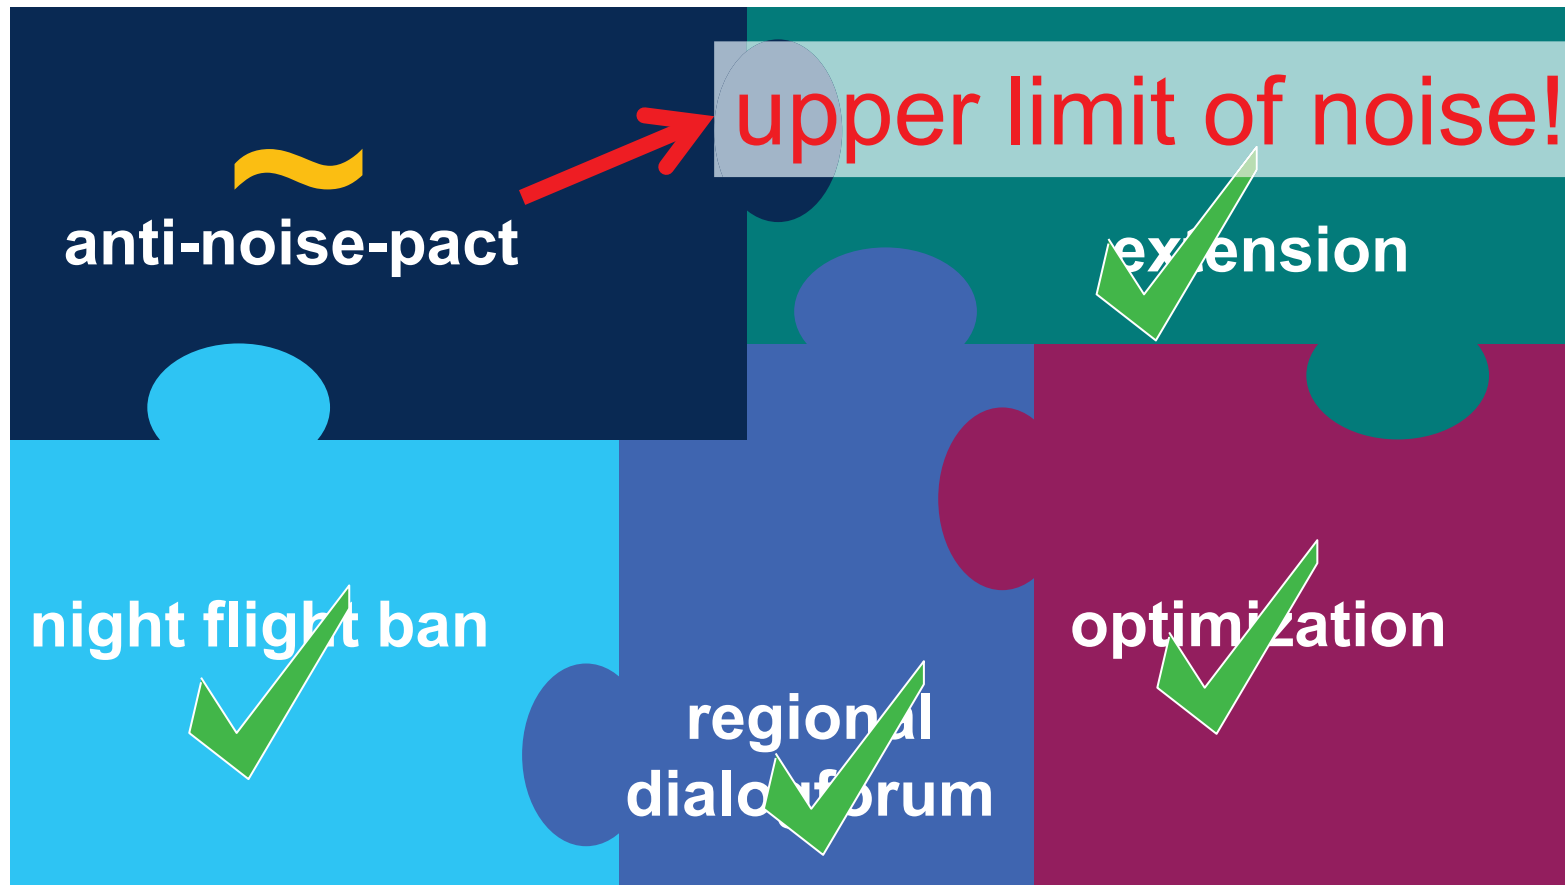 upper limit of noise!
~
anti-noise-pact
extension
night flight ban
optimization
regional
dialogforum